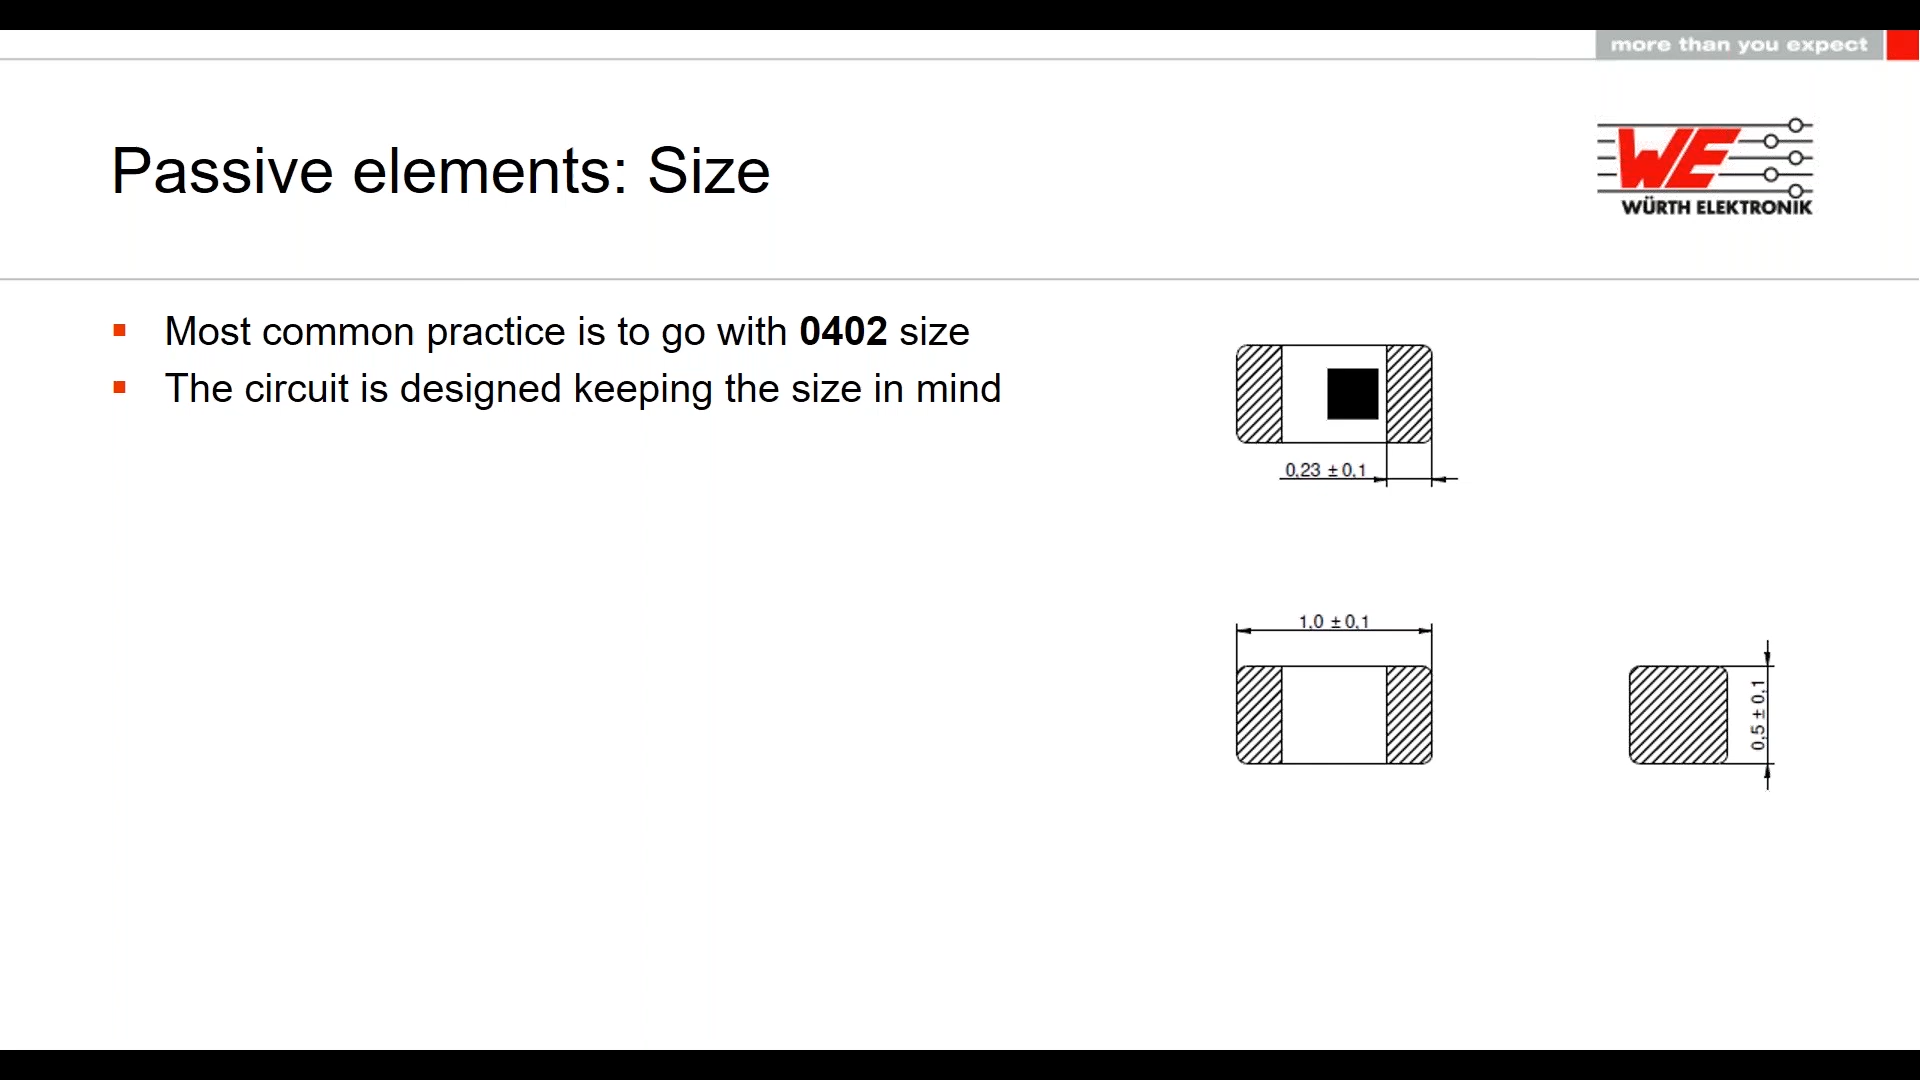 more than you expect
Passive elements: Size
WE
WÜRTH ELEKTRONIK
▪ Most common practice is to go with 0402 size
▪ The circuit is designed keeping the size in mind
0,23 ±0,1
1,0 ±0,1
0,5±0,1